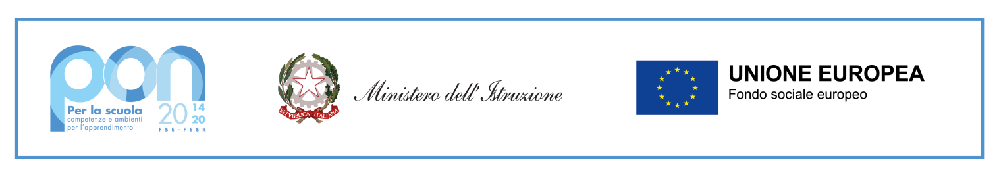 pon
Per la scuola
competenze e ambienti
per l'apprendimento
20 14
20
FSE-FESR
REPVBBLICA ITALIANA
Ministero dell'Istruzione
UNIONE EUROPEA
Fondo sociale europeo